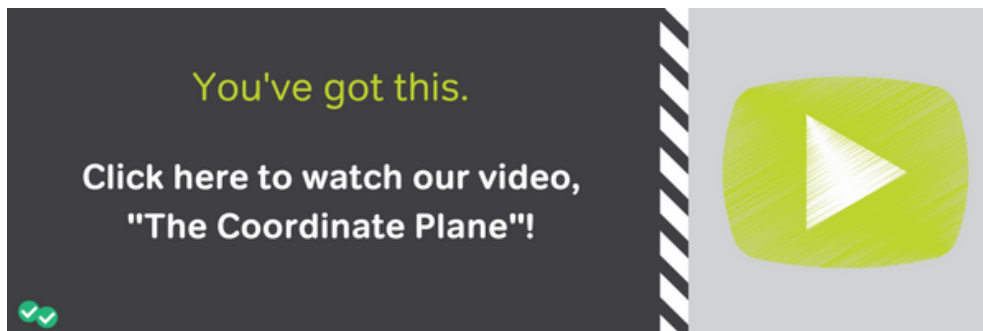 You've got this.
Click here to watch our video,
"The Coordinate Plane"!